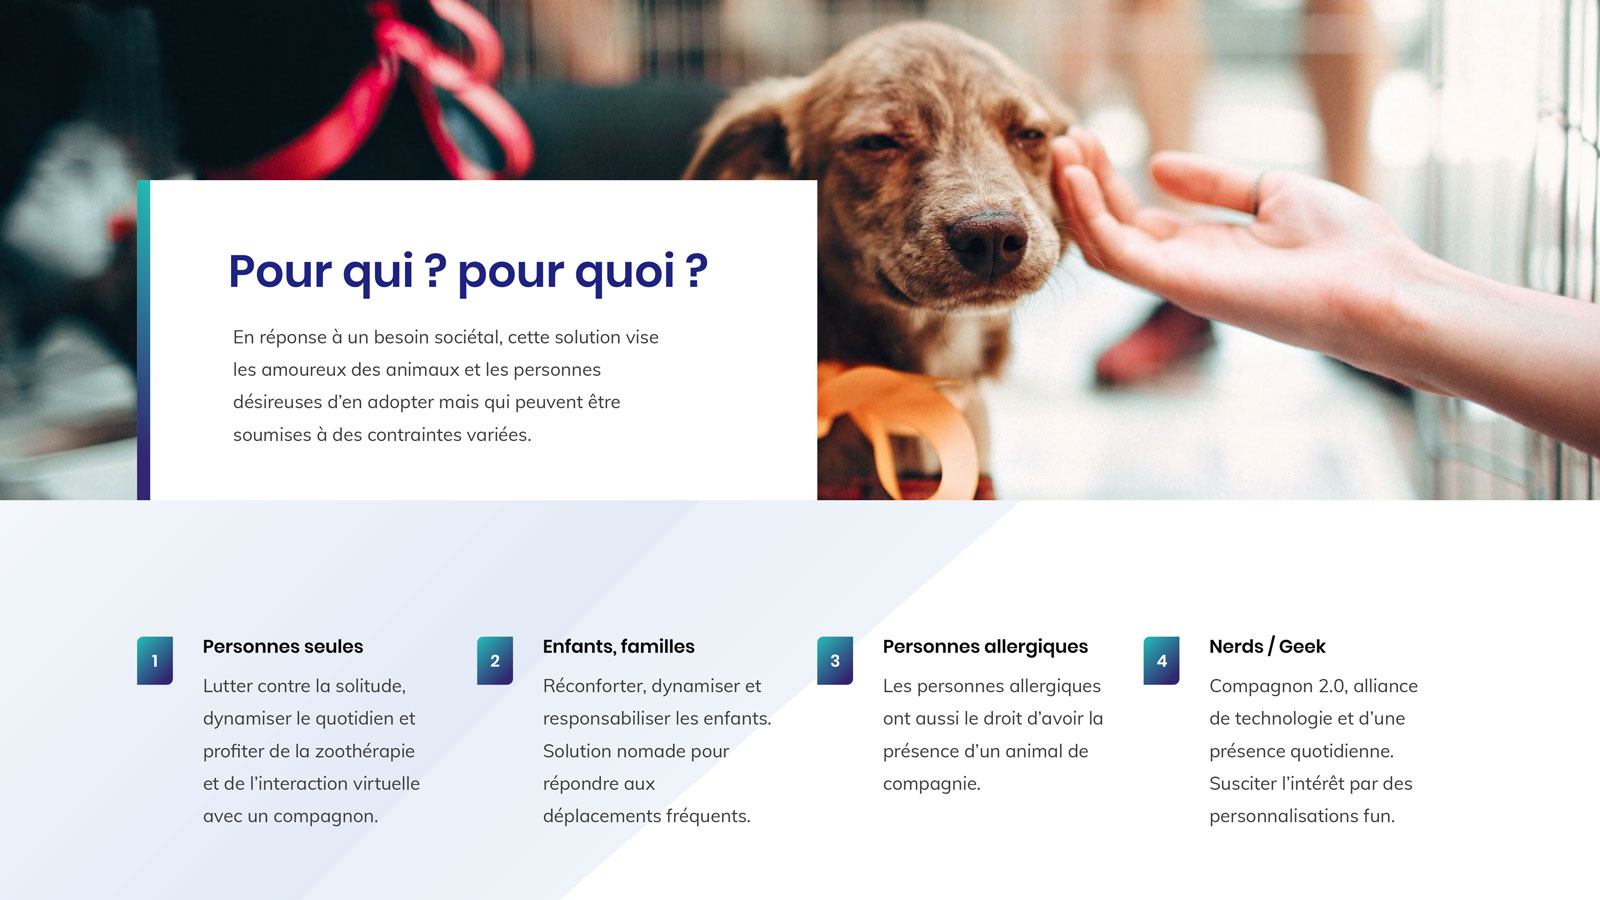 Pour qui ? pour quoi ?
En réponse à un besoin sociétal, cette solution vise
les amoureux des animaux et les personnes
désireuses d’en adopter mais qui peuvent être
soumises à des contraintes variées.
1
Personnes seules
Lutter contre la solitude,
dynamiser le quotidien et
profiter de la zoothérapie
et de l’interaction virtuelle
avec un compagnon.
2
Enfants, familles
Réconforter, dynamiser et
responsabiliser les enfants.
Solution nomade pour
répondre aux
déplacements fréquents.
3
Personnes allergiques
Les personnes allergiques
ont aussi le droit d’avoir la
présence d’un animal de
compagnie.
4
Nerds / Geek
Compagnon 2.0, alliance
de technologie et d’une
présence quotidienne.
Susciter l’intérêt par des
personnalisations fun.